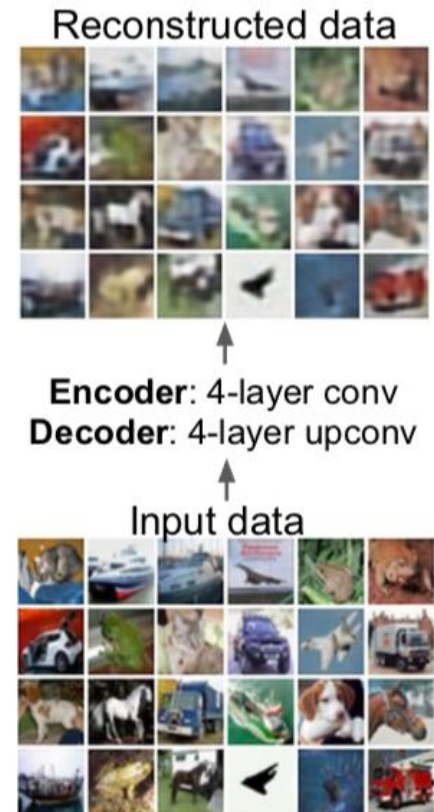 Reconstructed data
Encoder: 4-layer conv
Decoder: 4-layer upconv
Input data